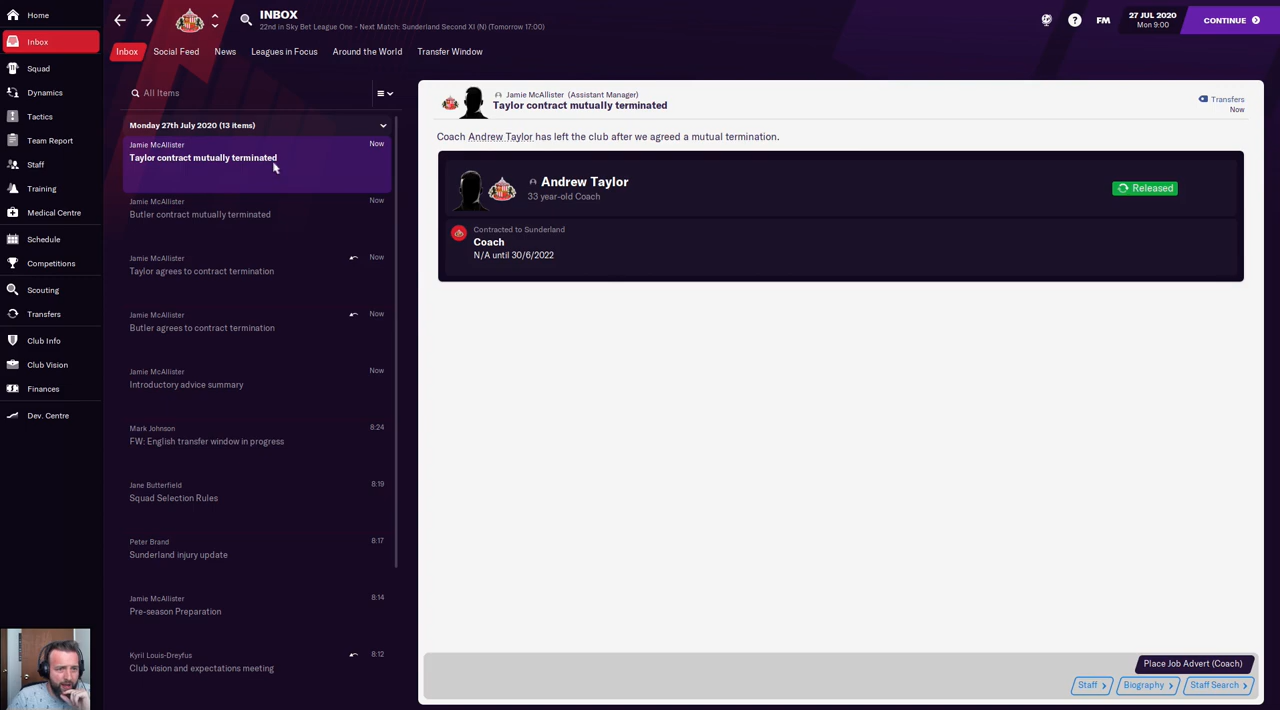 Home
Inbox
Squad
Dynamics
Tactics
Team Report
Staff
Training
Medical Centre
Schedule
Competitions
Scouting
Transfers
Club Info
Club Vision
Finances
Dev. Centre
INBOX
22nd in Sky Bet League One - Next Match: Sunderland Second XI (N) (Tomorrow 17:00)
?
FM
27 JUL 2020
Mon 9:00
CONTINUE
Inbox
Social Feed
News
Leagues in Focus
Around the World
Transfer Window
All Items
Monday 27th July 2020 (13 items)
Jamie McAllister
Now
Taylor contract mutually terminated
Jamie McAllister
Now
Butler contract mutually terminated
Jamie McAllister
Now
Taylor agrees to contract termination
Jamie McAllister
Now
Butler agrees to contract termination
Jamie McAllister
Now
Introductory advice summary
Mark Johnson
8:24
FW: English transfer window in progress
Jane Butterfield
8:19
Squad Selection Rules
Peter Brand
8:17
Sunderland injury update
Jamie McAllister
8:14
Pre-season Preparation
Kyril Louis-Dreyfus
8:12
Club vision and expectations meeting
Jamie McAllister (Assistant Manager)
Taylor contract mutually terminated
Transfers
Now
Coach Andrew Taylor has left the club after we agreed a mutual termination.
Andrew Taylor
33 year-old Coach
Released
Contracted to Sunderland
Coach
N/A until 30/6/2022
Place Job Advert (Coach)
Staff
Biography
Staff Search